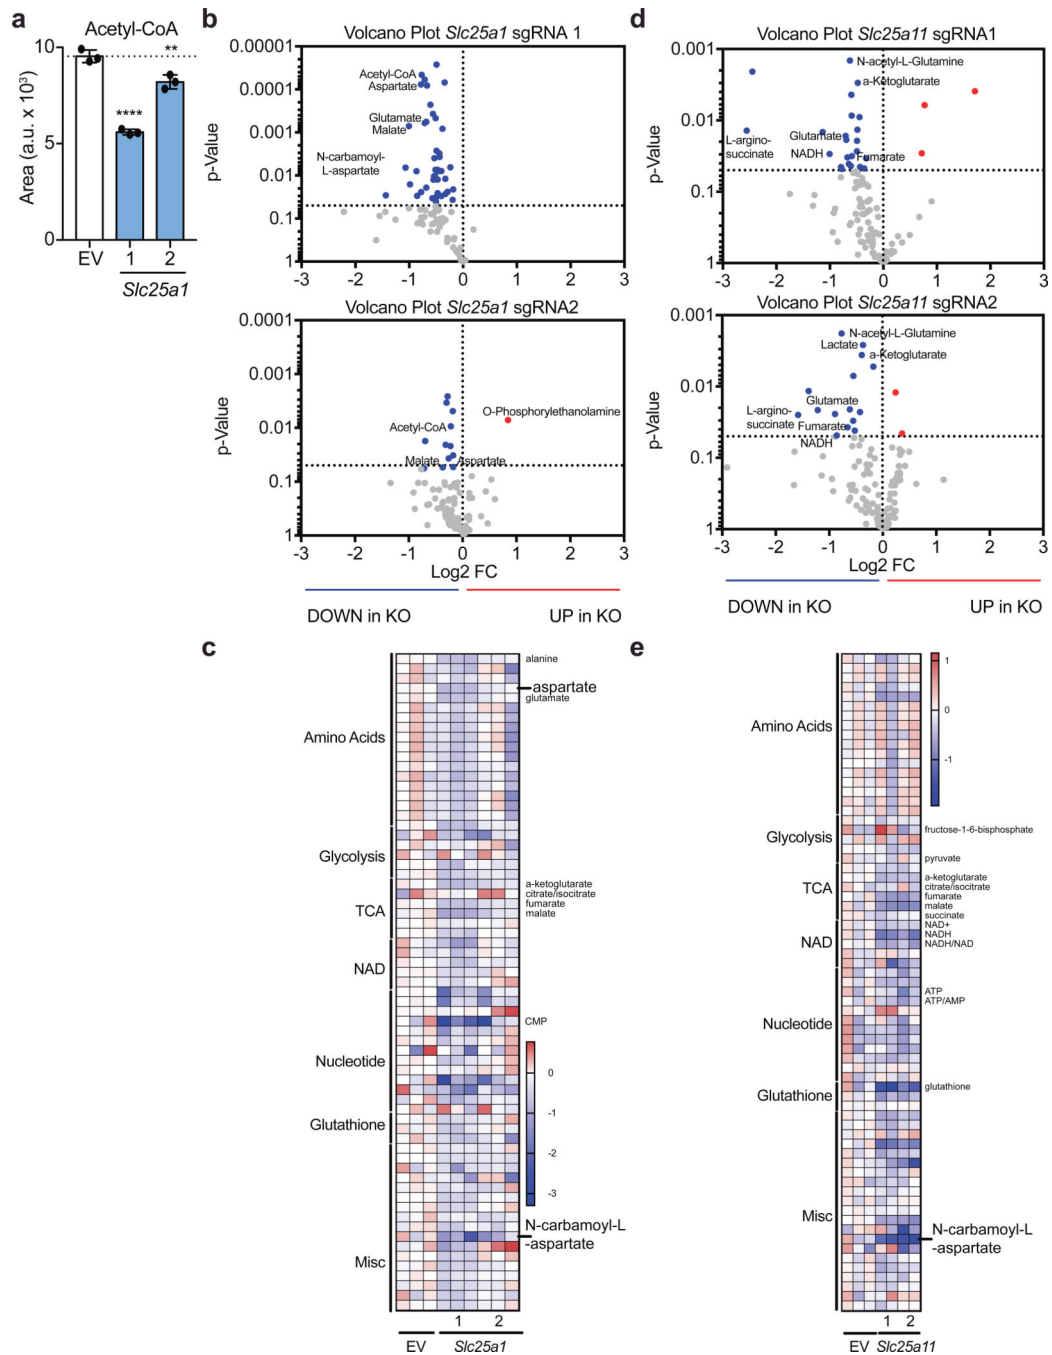 a
Acetyl-CoA
Area (a.u. x 10³)
10
5
0
**
****
EV
1
2
Slc25a1
b
Volcano Plot Slc25a1 sgRNA 1
p-Value
0.00001
0.0001
0.001
0.01
0.1
1
Acetyl-CoA
Aspartate
Glutamate
Malate
N-carbamoyl-
L-aspartate
-3 -2 -1 0 1 2 3
Volcano Plot Slc25a1 sgRNA2
p-Value
0.0001
0.001
0.01
0.1
1
O-Phosphorylethanolamine
Acetyl-CoA
Malate
Aspartate
-3 -2 -1 0 1 2 3
Log2 FC
DOWN in KO
UP in KO
d
Volcano Plot Slc25a11 sgRNA1
p-Value
0.001
0.01
0.1
1
N-acetyl-L-Glutamine
a-Ketoglutarate
L-argino-
succinate
Glutamate
NADH
Fumarate
-3 -2 -1 0 1 2 3
Volcano Plot Slc25a11 sgRNA2
p-Value
0.001
0.01
0.1
1
N-acetyl-L-Glutamine
Lactate
a-Ketoglutarate
Glutamate
L-argino-
succinate
Fumarate
NADH
-3 -2 -1 0 1 2 3
Log2 FC
DOWN in KO
UP in KO
c
Amino Acids
Glycolysis
TCA
NAD
Nucleotide
Glutathione
Misc
alanine
aspartate
glutamate
a-ketoglutarate
citrate/isocitrate
fumarate
malate
CMP
0
-1
-2
-3
N-carbamoyl-L
-aspartate
1 2
EV Slc25a1
e
1
0
-1
Amino Acids
Glycolysis
TCA
NAD
Nucleotide
Glutathione
Misc
fructose-1-6-bisphosphate
pyruvate
a-ketoglutarate
citrate/isocitrate
fumarate
malate
succinate
NAD+
NADH
NADH/NAD
ATP
ATP/AMP
glutathione
N-carbamoyl-L
-aspartate
1 2
EV Slc25a11